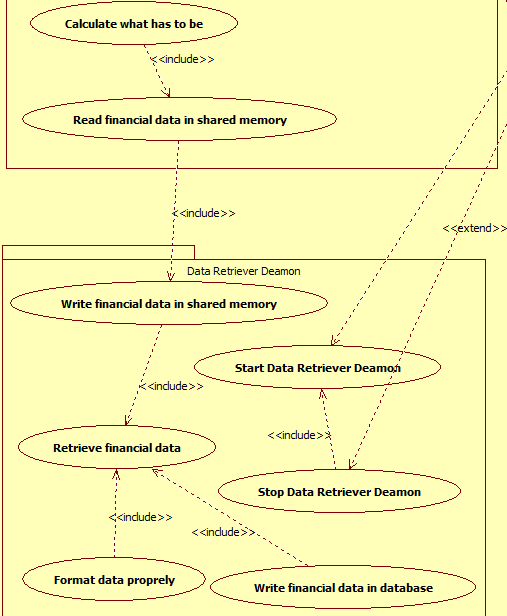 Calculate what has to be
<<include>>
Read financial data in shared memory
<<include>>
<<extend>>
Data Retriever Deamon
Write financial data in shared memory
Start Data Retriever Deamon
<<include>>
<<include>>
Retrieve financial data
Stop Data Retriever Deamon
<<include>>
<<include>>
Format data proprely
Write financial data in database